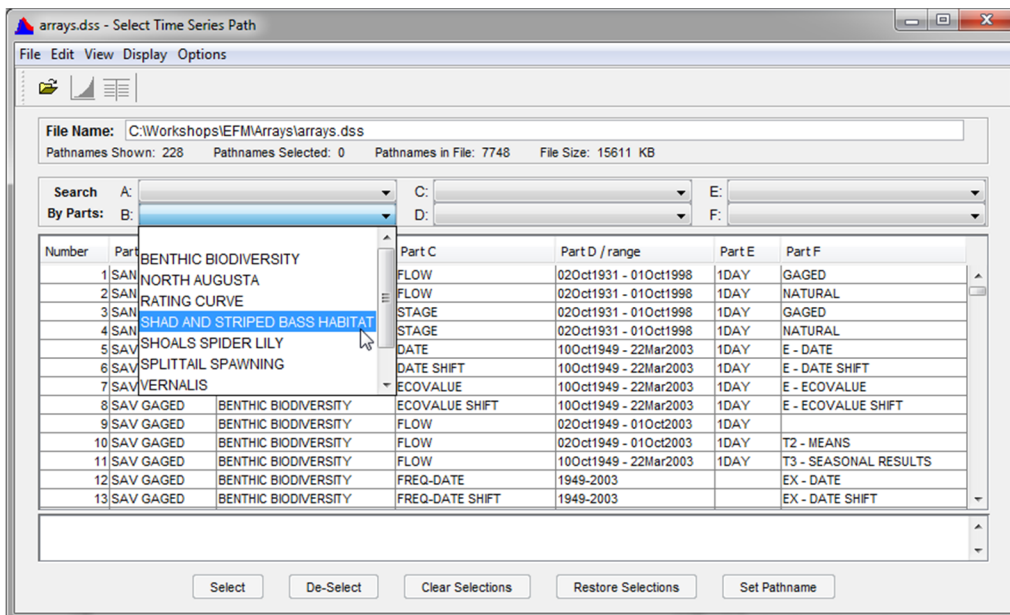 arrays.dss - Select Time Series Path
File Edit View Display Options
File Name: C:\Workshops\EFM\Arrays\arrays.dss
Pathnames Shown: 228 Pathnames Selected: 0 Pathnames in File: 7748 File Size: 15611 KB
Search A: C: E:
By Parts: B: D: F:
BENTHIC BIODIVERSITY
NORTH AUGUSTA
RATING CURVE
SHAD AND STRIPED BASS HABITAT
SHOALS SPIDER LILY
SPLITTAIL SPAWNING
VERNALIS
Number Part Part C Part D / range Part E Part F
1 SAN FLOW 02Oct1931 - 01Oct1998 1DAY GAGED
2 SAN FLOW 02Oct1931 - 01Oct1998 1DAY NATURAL
3 SAN STAGE 02Oct1931 - 01Oct1998 1DAY GAGED
4 SAN STAGE 02Oct1931 - 01Oct1998 1DAY NATURAL
5 SAV DATE 10Oct1949 - 22Mar2003 1DAY E - DATE
6 SAV DATE SHIFT 10Oct1949 - 22Mar2003 1DAY E - DATE SHIFT
7 SAV ECOVALUE 10Oct1949 - 22Mar2003 1DAY E - ECOVALUE
8 SAV GAGED BENTHIC BIODIVERSITY ECOVALUE SHIFT 10Oct1949 - 22Mar2003 1DAY E - ECOVALUE SHIFT
9 SAV GAGED BENTHIC BIODIVERSITY FLOW 02Oct1949 - 01Oct2003 1DAY
10 SAV GAGED BENTHIC BIODIVERSITY FLOW 02Oct1949 - 01Oct2003 1DAY T2 - MEANS
11 SAV GAGED BENTHIC BIODIVERSITY FLOW 10Oct1949 - 22Mar2003 1DAY T3 - SEASONAL RESULTS
12 SAV GAGED BENTHIC BIODIVERSITY FREQ-DATE 1949-2003 EX - DATE
13 SAV GAGED BENTHIC BIODIVERSITY FREQ-DATE SHIFT 1949-2003 EX - DATE SHIFT
Select De-Select Clear Selections Restore Selections Set Pathname